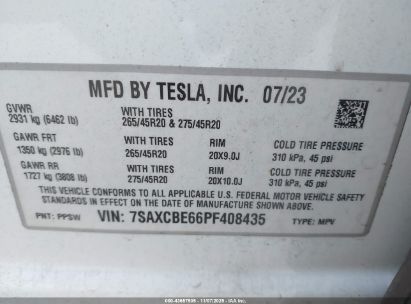 MFD BY TESLA, INC. 07/23
GVWR
2931 kg (6462 lb)
WITH TIRES
265/45R20 & 275/45R20
GAWR FRT
1350 kg (2976 lb)
WITH TIRES
265/45R20
RIM
20X9.0J
COLD TIRE PRESSURE
310 kPa, 45 psi
GAWR RR
1727 kg (3808 lb)
WITH TIRES
275/45R20
RIM
20X10.0J
COLD TIRE PRESSURE
310 kPa, 45 psi
THIS VEHICLE CONFORMS TO ALL APPLICABLE U.S. FEDERAL MOTOR VEHICLE SAFETY
STANDARDS IN EFFECT ON THE DATE OF MANUFACTURE SHOWN ABOVE.
PNT: PPSW VIN: 7SAXCBE66PF408435 TYPE: MPV